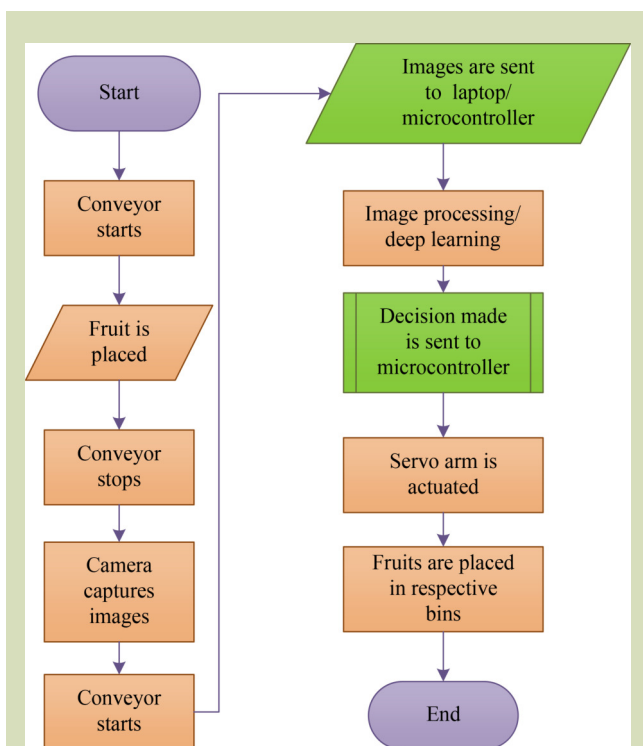 Start
Conveyor
starts
Fruit is
placed
Conveyor
stops
Camera
captures
images
Conveyor
starts
Images are sent
to laptop/
microcontroller
Image processing/
deep learning
Decision made
is sent to
microcontroller
Servo arm is
actuated
Fruits are placed
in respective
bins
End